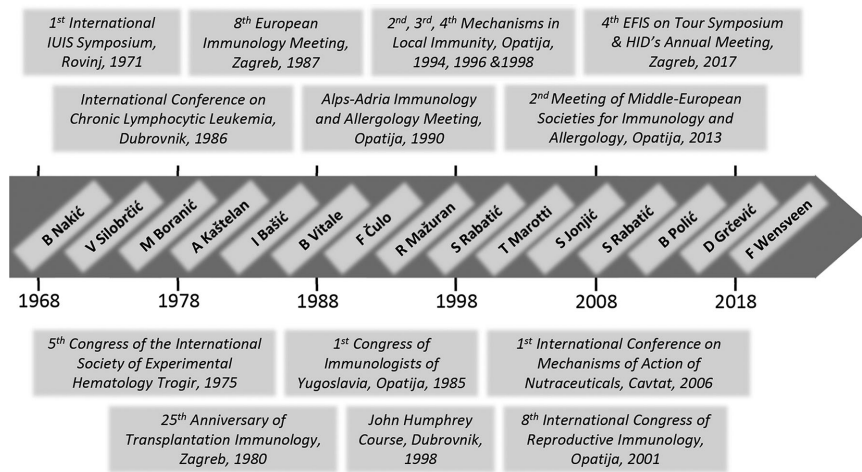 1st International
IUIS Symposium,
Rovinj, 1971
8th European
Immunology Meeting,
Zagreb, 1987
2nd, 3rd, 4th Mechanisms in
Local Immunity, Opatija,
1994, 1996 &1998
4th EFIS on Tour Symposium
& HID's Annual Meeting,
Zagreb, 2017
International Conference on
Chronic Lymphocytic Leukemia,
Dubrovnik, 1986
Alps-Adria Immunology
and Allergology Meeting,
Opatija, 1990
2nd Meeting of Middle-European
Societies for Immunology and
Allergology, Opatija, 2013
B Nakić
V Silobrčić
M Boranić
A Kaštelan
I Bašić
B Vitale
F Čulo
R Mažuran
S Rabatić
T Marotti
S Jonjić
S Rabatić
B Polić
D Grčević
F Wensveen
1968
1978
1988
1998
2008
2018
5th Congress of the International
Society of Experimental
Hematology Trogir, 1975
1st Congress of
Immunologists of
Yugoslavia, Opatija, 1985
1st International Conference on
Mechanisms of Action of
Nutraceuticals, Cavtat, 2006
25th Anniversary of
Transplantation Immunology,
Zagreb, 1980
John Humphrey
Course, Dubrovnik,
1998
8th International Congress of
Reproductive Immunology,
Opatija, 2001